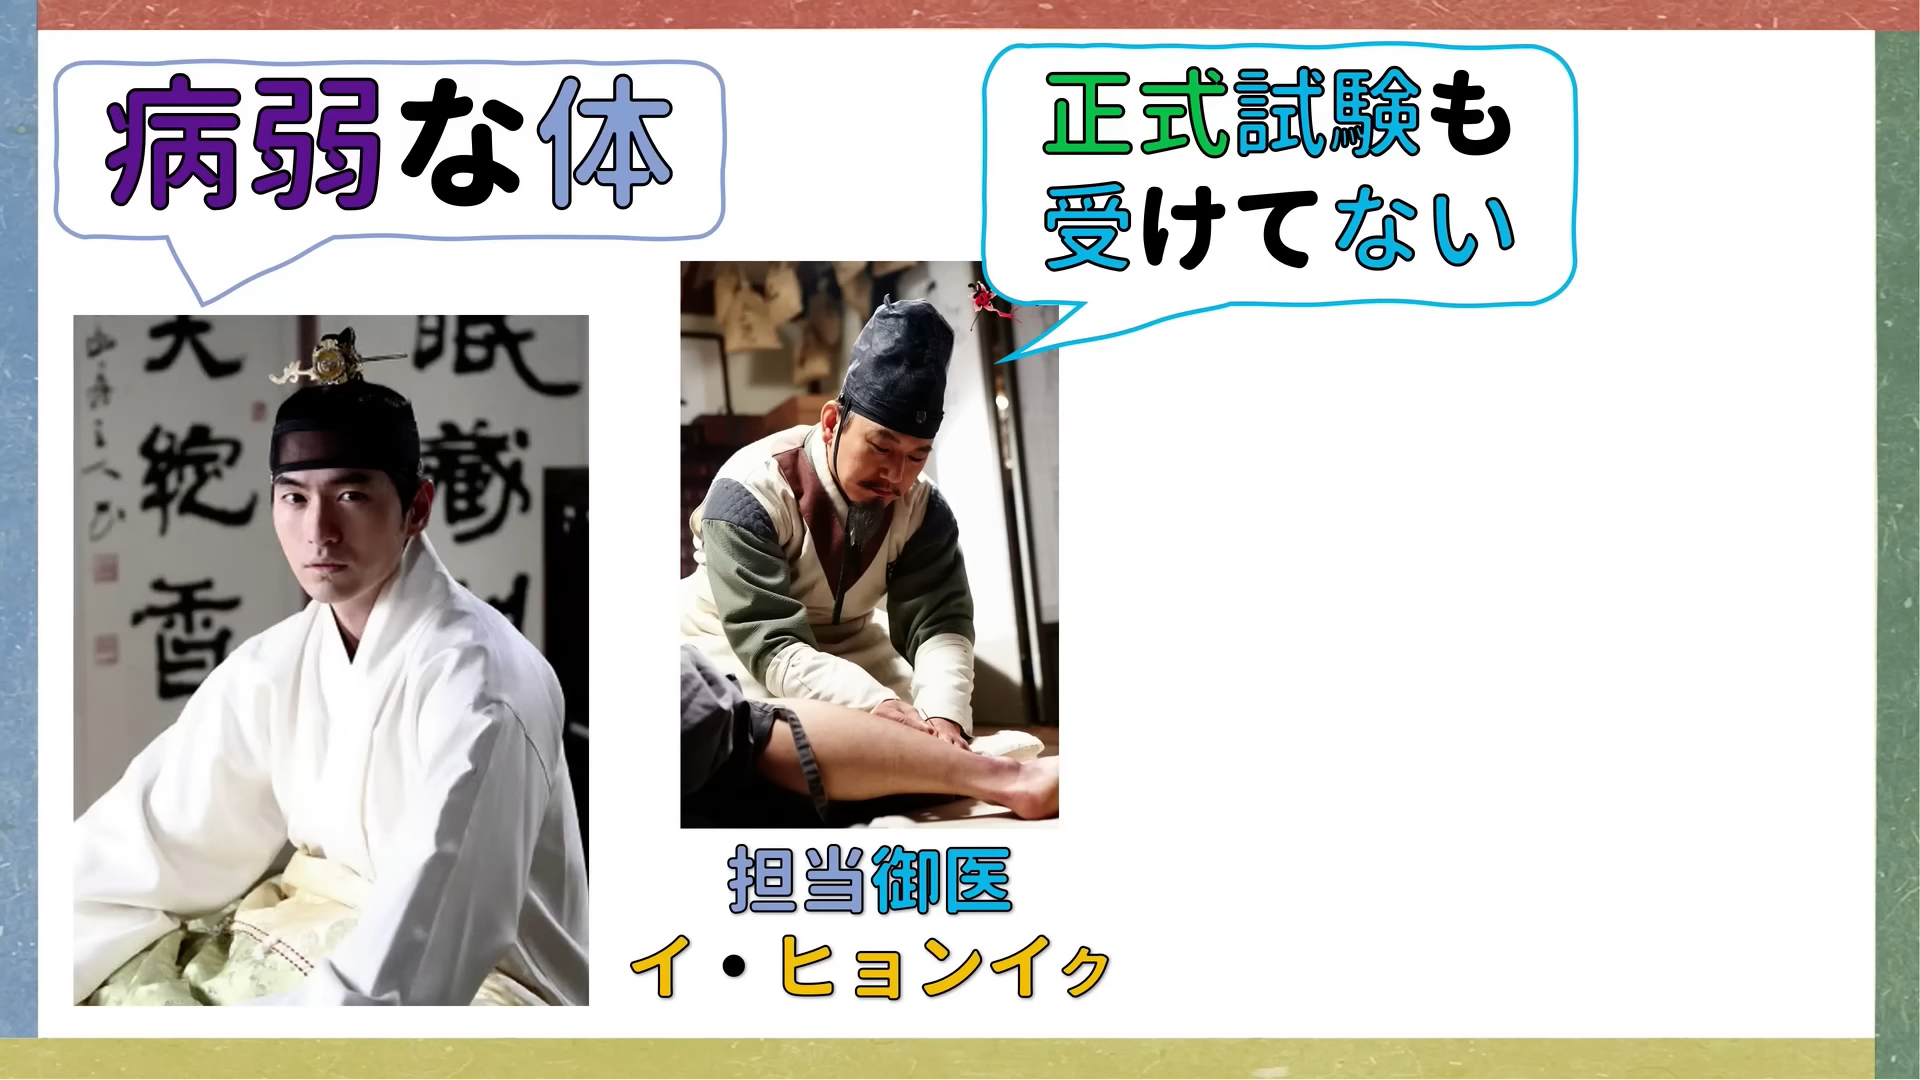 病弱な体
正式試験も
受けてない
担当御医
イ・ヒョンイク